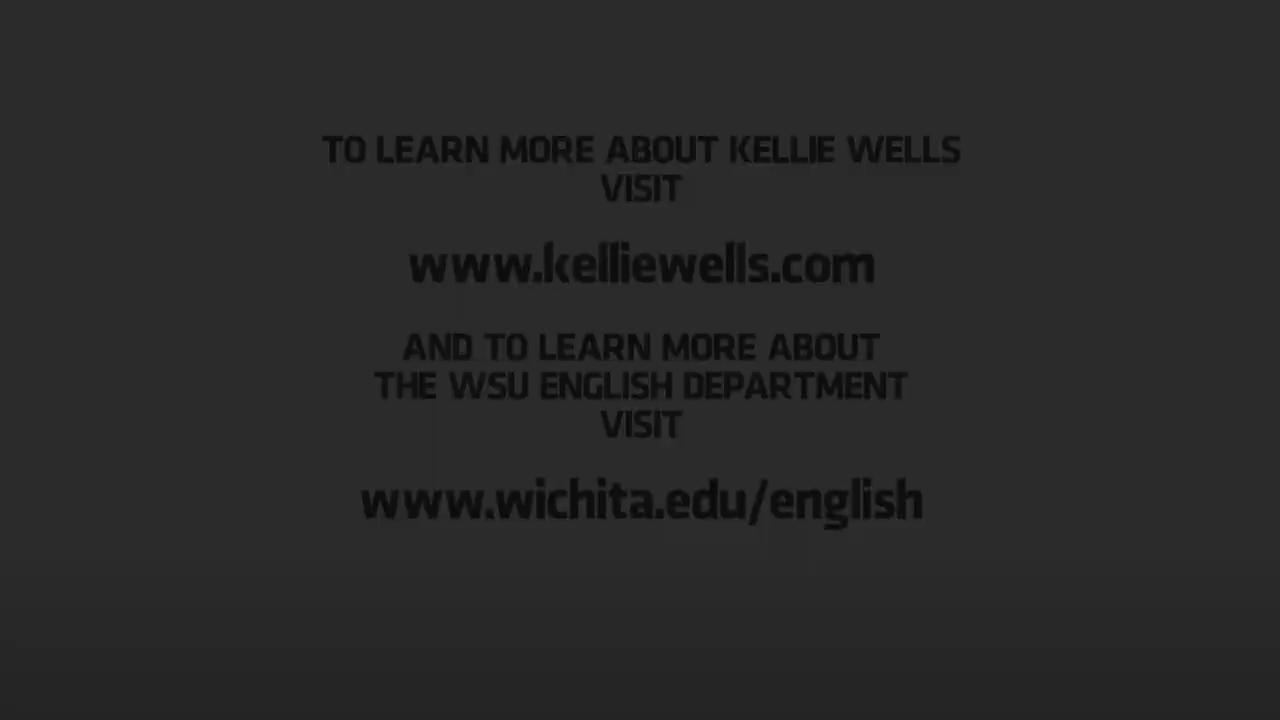 TO LEARN MORE ABOUT KELLIE WELLS
VISIT
www.kelliewells.com
AND TO LEARN MORE ABOUT
THE WSU ENGLISH DEPARTMENT
VISIT
www.wichita.edu/english